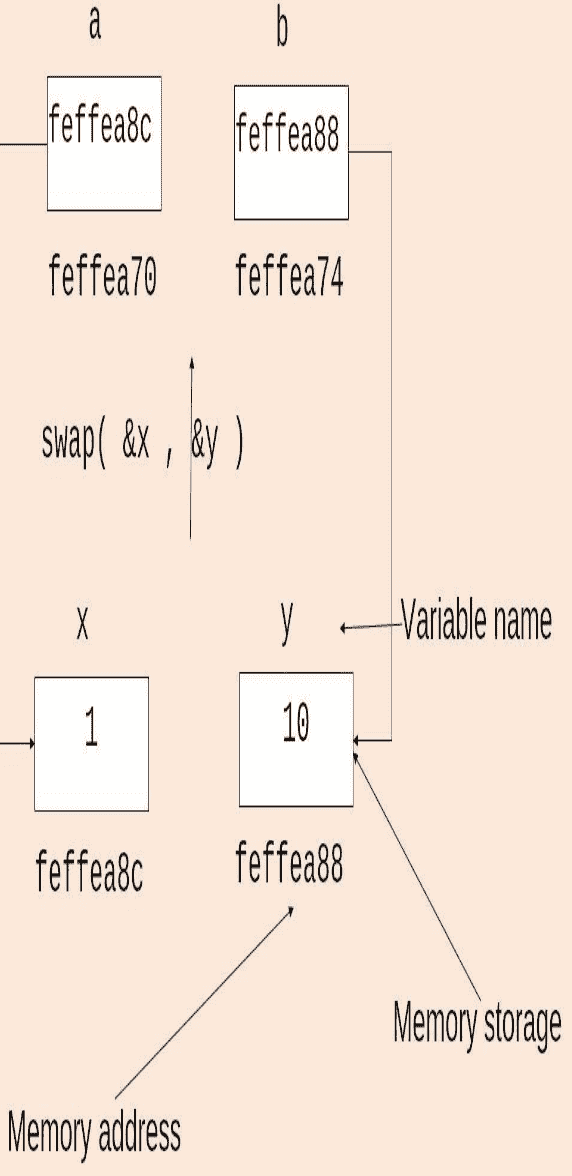 a b
feffea8c feffea88
feffea70 feffea74
swap( &x , &y )
x y
Variable name
1 10
feffea8c feffea88
Memory storage
Memory address